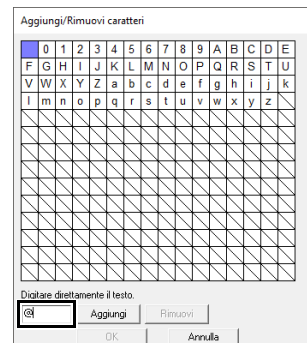 Aggiungi/Rimuovi caratteri
0 1 2 3 4 5 6 7 8 9 A B C D E
F G H I J K L M N O P Q R S T U
V W X Y Z a b c d e f g h i j k
l m n o p q r s t u v w x y z
Digitare direttamente il testo.
@ Aggiungi Rimuovi
OK Annulla